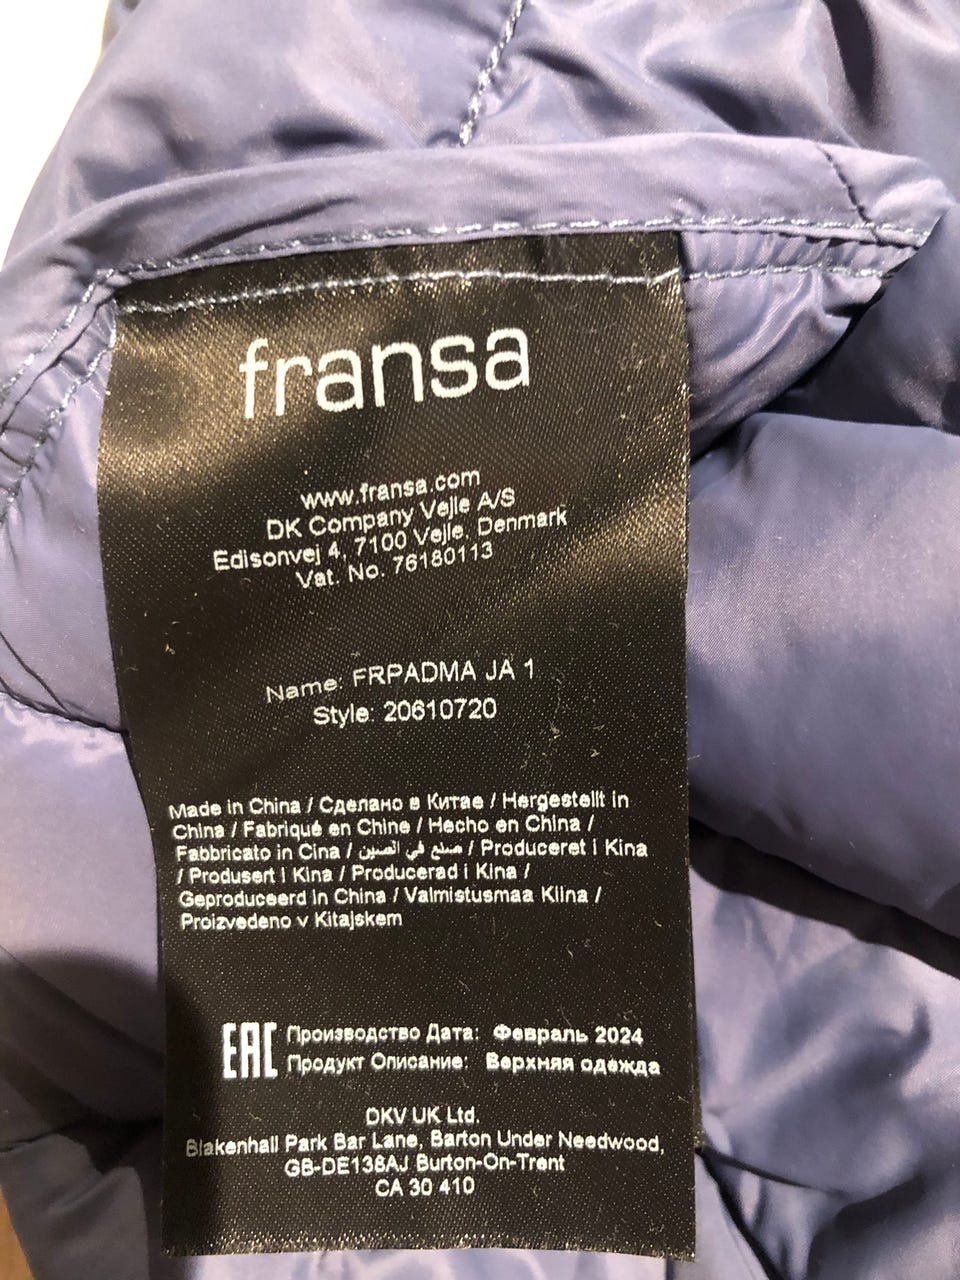 fransa
www.fransa.com
DK Company Vejle A/S
Edisonvej 4, 7100 Vejle, Denmark
Vat. No. 76180113
Name: FRPADMA JA 1
Style: 20610720
Made in China / Сделано в Китае / Hergestellt in
China / Fabriqué en Chine / Hecho en China /
Fabbricato in Cina / صنع في الصين / Produceret i Kina
/ Produsert i Kina / Producerad i Kina /
Geproduceerd in China / Valmistusmaa Kiina /
Proizvedeno v Kitajskem
EAC Производство Дата: Февраль 2024
Продукт Описание: Верхняя одежда
DKV UK Ltd.
Blakenhall Park Bar Lane, Barton Under Needwood,
GB-DE138AJ Burton-On-Trent
CA 30 410